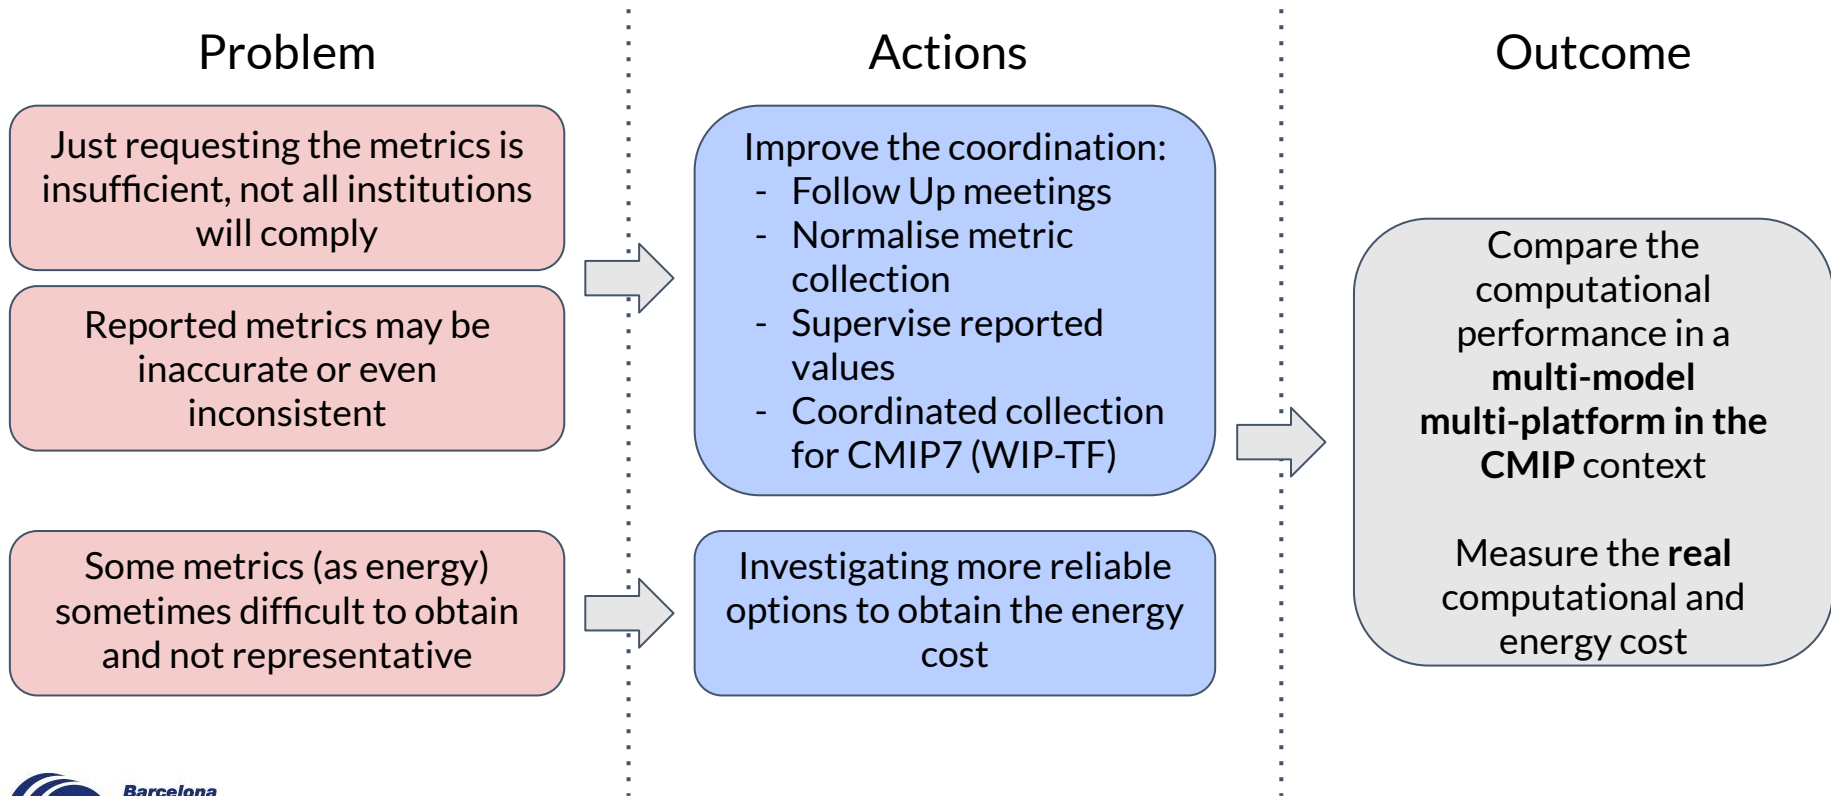 Problem
Just requesting the metrics is
insufficient, not all institutions
will comply
Reported metrics may be
inaccurate or even
inconsistent
Some metrics (as energy)
sometimes difficult to obtain
and not representative
Actions
Improve the coordination:
- Follow Up meetings
- Normalise metric
collection
- Supervise reported
values
- Coordinated collection
for CMIP7 (WIP-TF)
Investigating more reliable
options to obtain the energy
cost
Outcome
Compare the
computational
performance in a
multi-model
multi-platform in the
CMIP context
Measure the real
computational and
energy cost
Barcelona